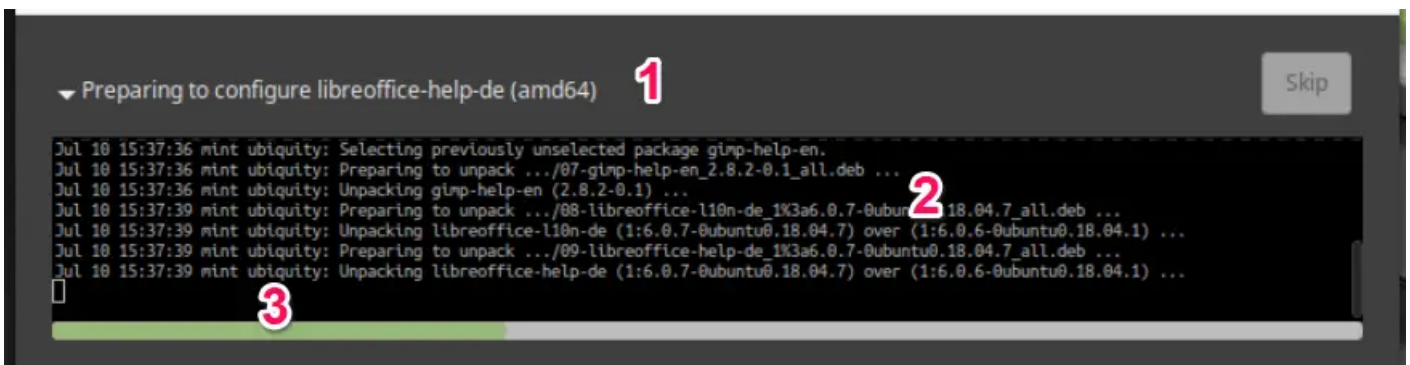 Preparing to configure libreoffice-help-de (amd64) 1 Skip
Jul 10 15:37:36 mint ubiquity: Selecting previously unselected package gimp-help-en.
Jul 10 15:37:36 mint ubiquity: Preparing to unpack .../07-gimp-help-en_2.8.2-0.1_all.deb ...
Jul 10 15:37:36 mint ubiquity: Unpacking gimp-help-en (2.8.2-0.1) ...
2
Jul 10 15:37:39 mint ubiquity: Preparing to unpack .../08-libreoffice-l10n-de_1%3a6.0.7-0ubun 0.18.04.7_all.deb ...
Jul 10 15:37:39 mint ubiquity: Unpacking libreoffice-l10n-de (1:6.0.7-0ubuntu0.18.04.7) over (1:6.0.6-0ubuntu0.18.04.1) ...
Jul 10 15:37:39 mint ubiquity: Preparing to unpack .../09-libreoffice-help-de_1%3a6.0.7-0ubuntu0.18.04.7_all.deb ...
Jul 10 15:37:39 mint ubiquity: Unpacking libreoffice-help-de (1:6.0.7-0ubuntu0.18.04.7) over (1:6.0.6-0ubuntu0.18.04.1) ...
3